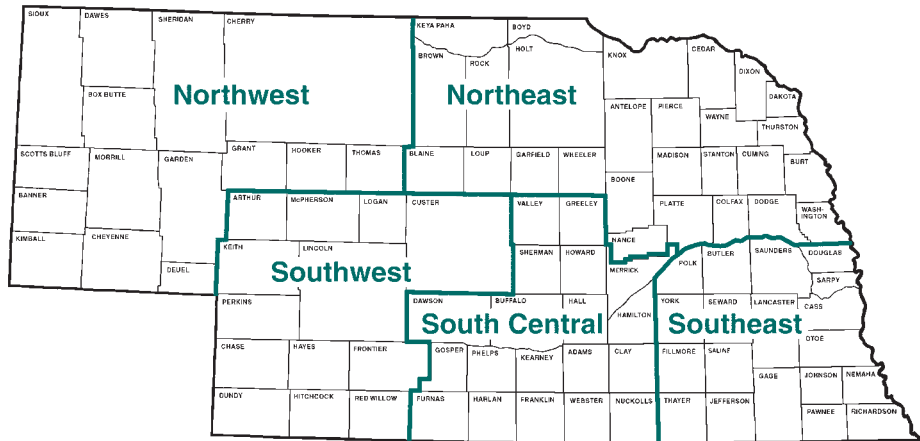 SIOUX
DAWES
SHERIDAN
CHERRY
KEYA PAHA
BOYD
BROWN
ROCK
HOLT
KNOX
CEDAR
DIXON
DAKOTA
BOX BUTTE
Northwest
Northeast
ANTELOPE
PIERCE
WAYNE
THURSTON
SCOTTS BLUFF
MORRILL
GARDEN
GRANT
HOOKER
THOMAS
BLAINE
LOUP
GARFIELD
WHEELER
BOONE
MADISON
STANTON
CUMING
BURT
BANNER
ARTHUR
McPHERSON
LOGAN
CUSTER
VALLEY
GREELEY
PLATTE
COLFAX
DODGE
WASH-
INGTON
KIMBALL
CHEYENNE
DEUEL
KEITH
LINCOLN
Southwest
SHERMAN
HOWARD
NANCE
MERRICK
POLK
BUTLER
SAUNDERS
DOUGLAS
SARPY
PERKINS
DAWSON
BUFFALO
HALL
HAMILTON
YORK
SEWARD
LANCASTER
CASS
South Central
Southeast
OTOE
CHASE
HAYES
FRONTIER
GOSPER
PHELPS
KEARNEY
ADAMS
CLAY
FILLMORE
SALINE
GAGE
JOHNSON
NEMAHA
DUNDY
HITCHCOCK
RED WILLOW
FURNAS
HARLAN
FRANKLIN
WEBSTER
NUCKOLLS
THAYER
JEFFERSON
PAWNEE
RICHARDSON